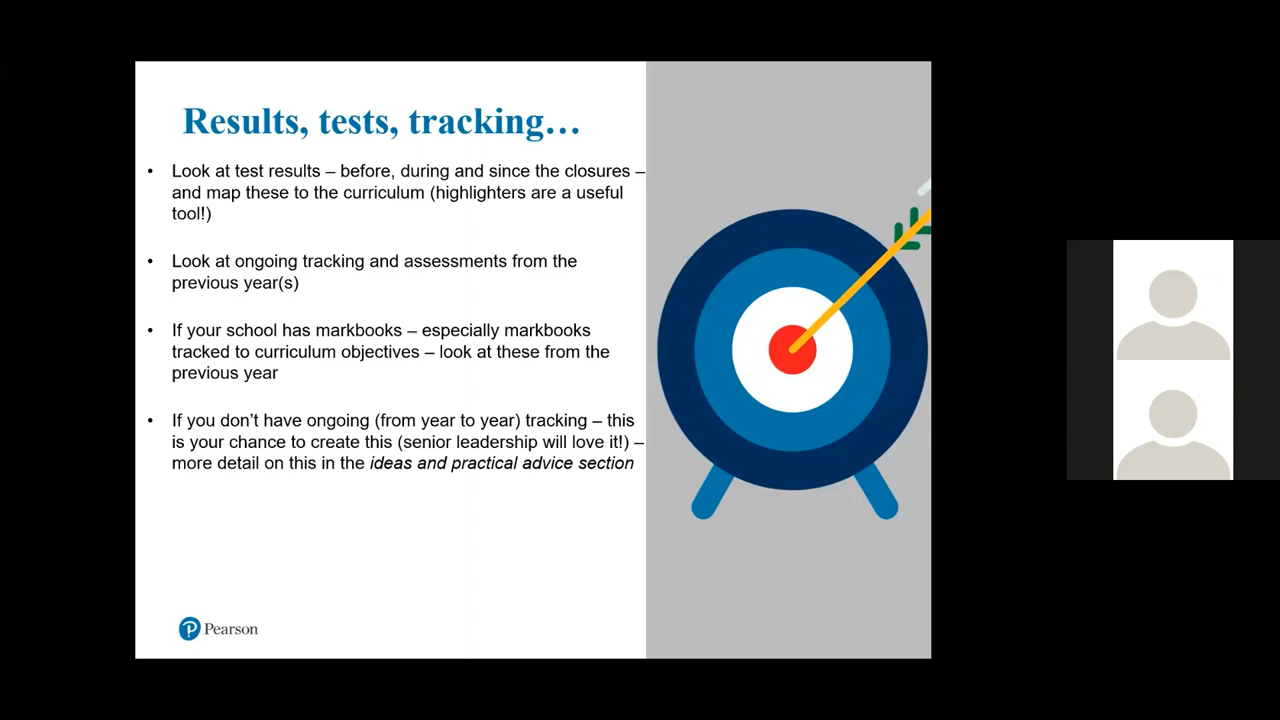 Results, tests, tracking…
• Look at test results – before, during and since the closures –
and map these to the curriculum (highlighters are a useful
tool!)
• Look at ongoing tracking and assessments from the
previous year(s)
• If your school has markbooks – especially markbooks
tracked to curriculum objectives – look at these from the
previous year
• If you don’t have ongoing (from year to year) tracking – this
is your chance to create this (senior leadership will love it!) –
more detail on this in the ideas and practical advice section
Pearson